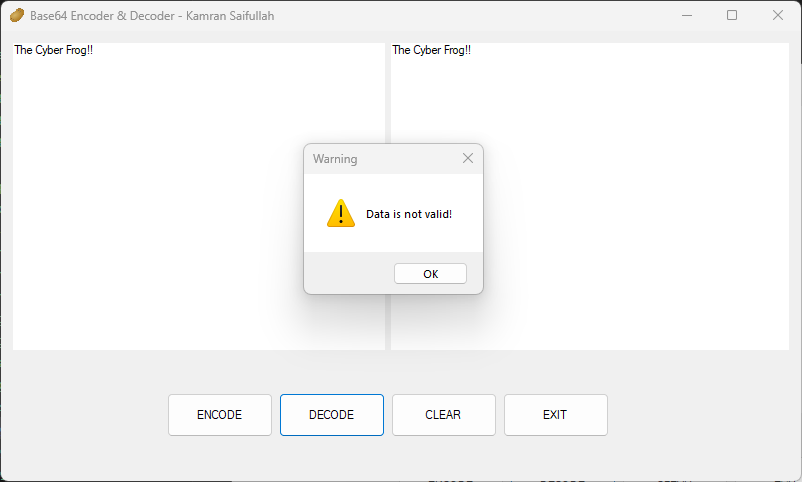 Base64 Encoder & Decoder - Kamran Saifullah
The Cyber Frog!!
The Cyber Frog!!
Warning
Data is not valid!
OK
ENCODE
DECODE
CLEAR
EXIT